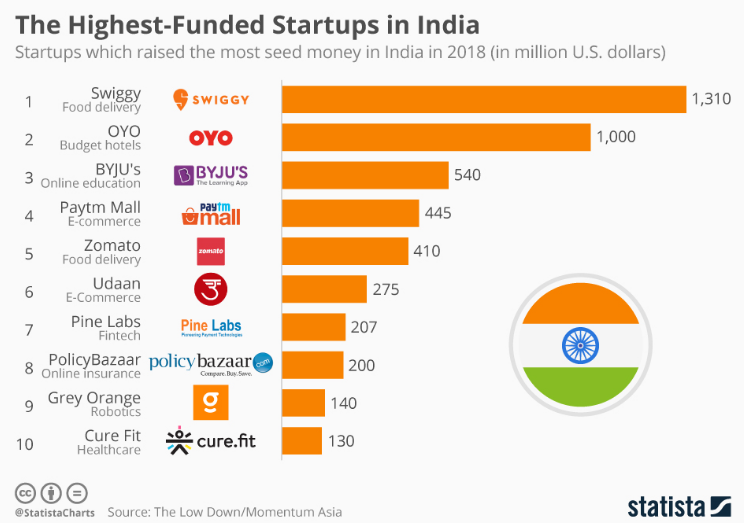 The Highest-Funded Startups in India
Startups which raised the most seed money in India in 2018 (in million U.S. dollars)
1 Swiggy SWIGGY 1,310
Food delivery
2 OYO OYO 1,000
Budget hotels
3 BYJU's BYJU'S 540
Online education The Learning App
4 Paytm Mall paytm mall 445
E-commerce
5 Zomato zomato 410
Food delivery
6 Udaan उ 275
E-Commerce
7 Pine Labs Pine Labs 207
Fintech Pioneering Payment Technologies
8 PolicyBazaar policybazaar.com 200
Online insurance Compare. Buy. Save.
9 Grey Orange g 140
Robotics
10 Cure Fit cure.fit 130
Healthcare
cc
@StatistaCharts Source: The Low Down/Momentum Asia
statista